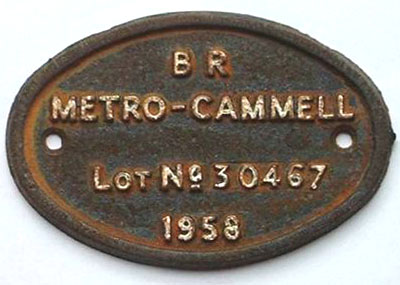 B R
METRO-CAMMELL
LOT Nº 30467
1958